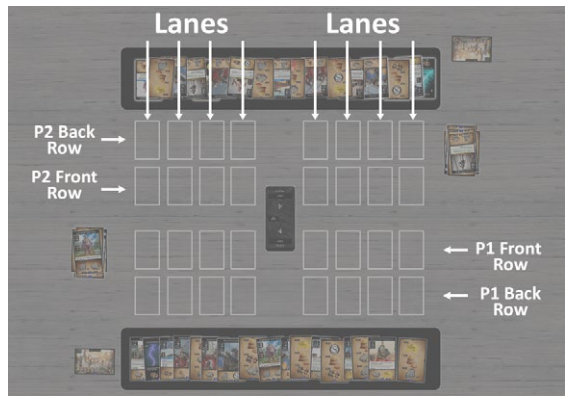 Lanes
Lanes
P2 Back
Row
P2 Front
Row
P1 Front
Row
P1 Back
Row